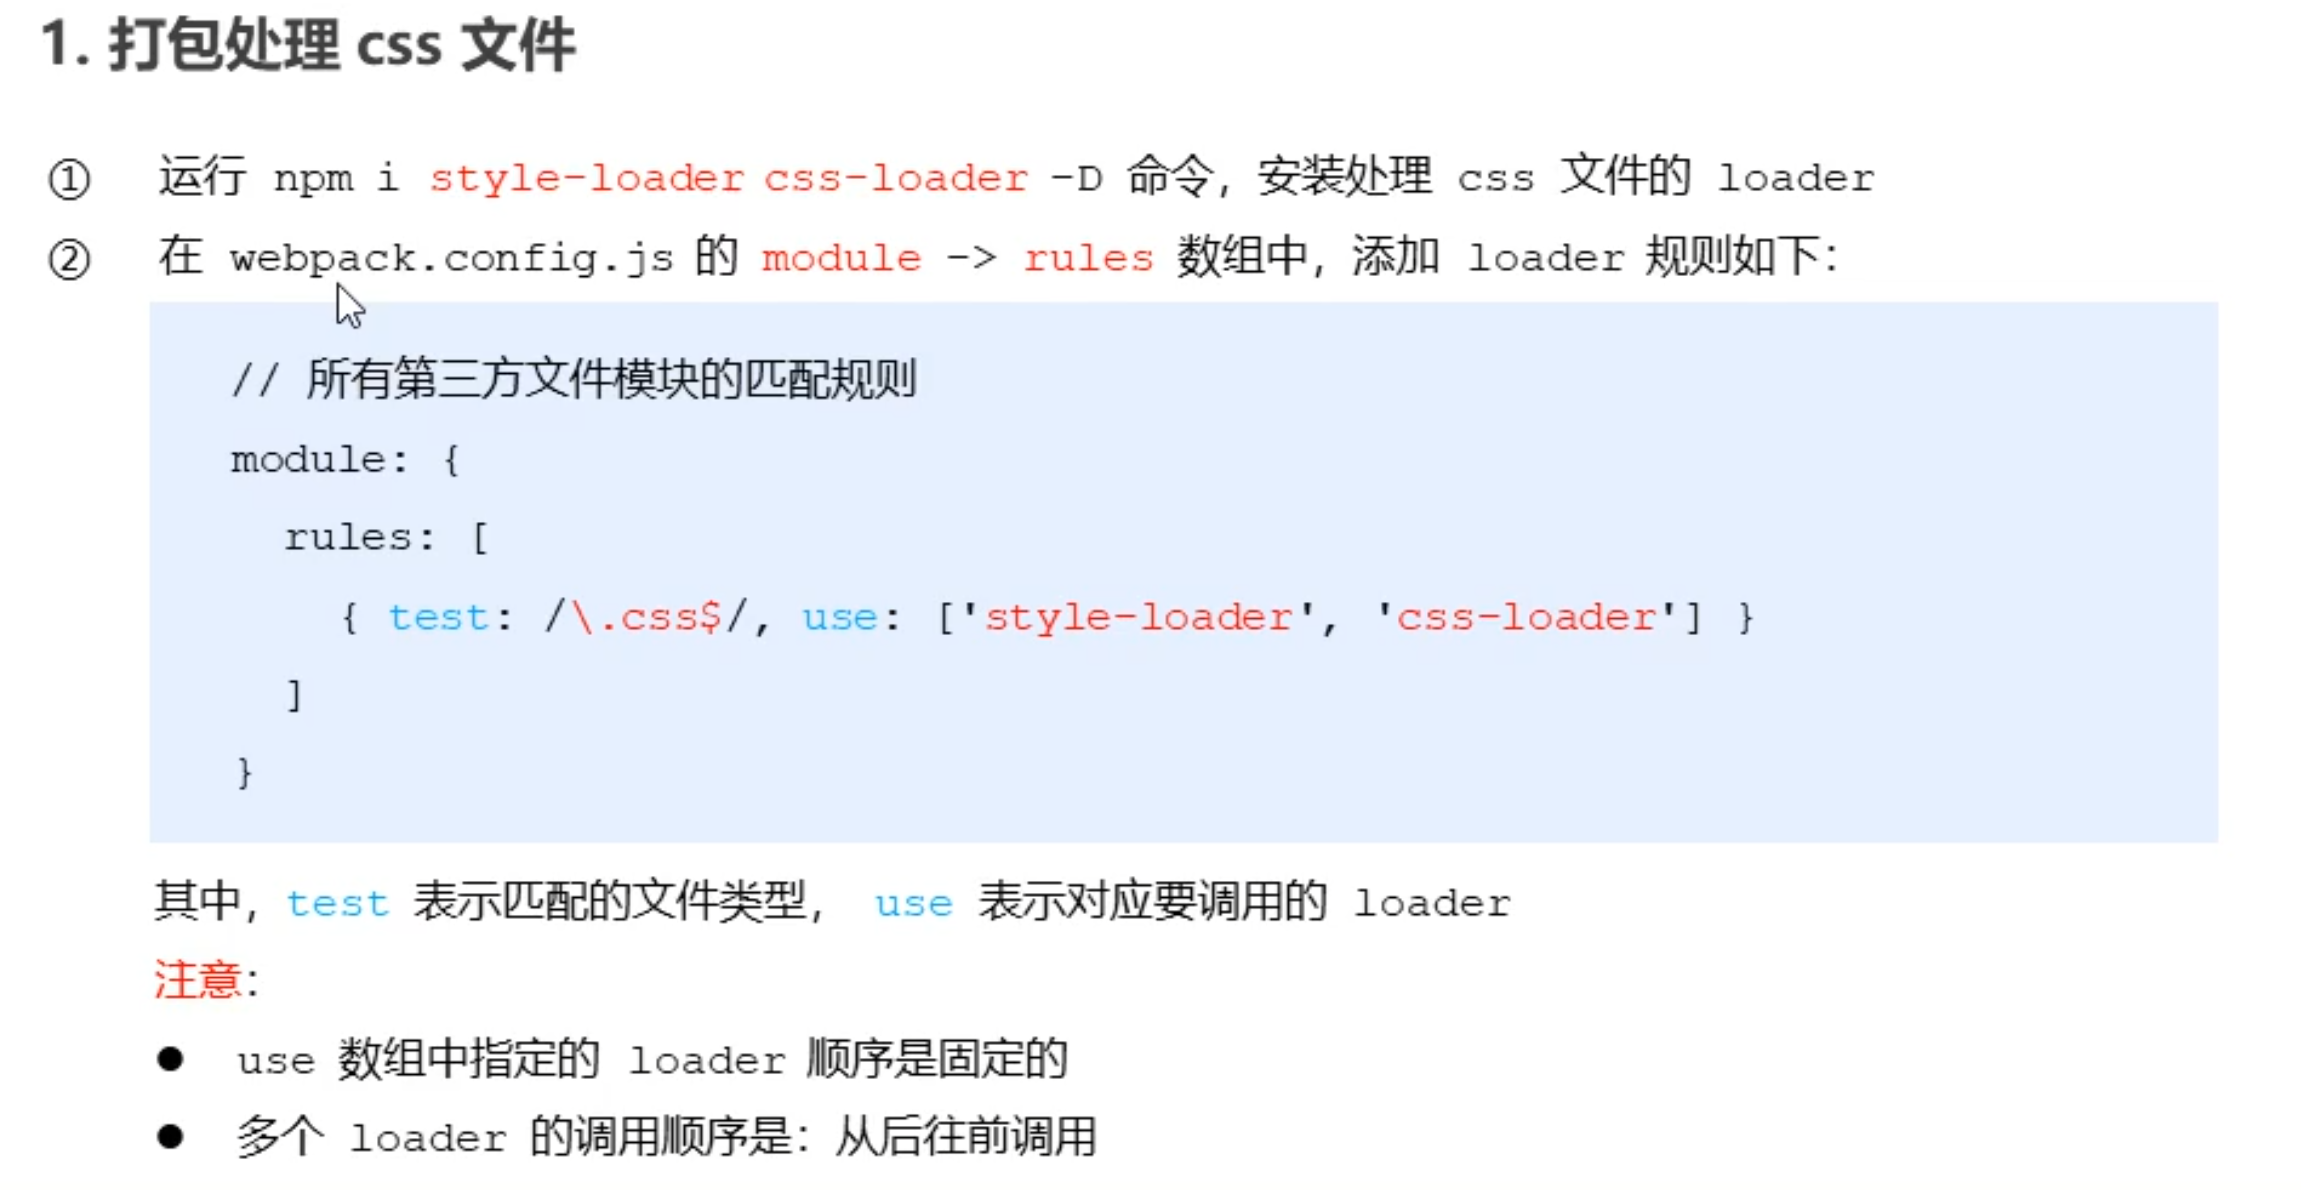 1. 打包处理 css 文件
① 运行 npm i style-loader css-loader -D 命令，安装处理 css 文件的 loader
② 在 webpack.config.js 的 module -> rules 数组中，添加 loader 规则如下：
// 所有第三方文件模块的匹配规则
module: {
rules: [
{ test: /\.css$/, use: ['style-loader', 'css-loader'] }
]
}
其中，test 表示匹配的文件类型， use 表示对应要调用的 loader
注意：
● use 数组中指定的 loader 顺序是固定的
● 多个 loader 的调用顺序是：从后往前调用